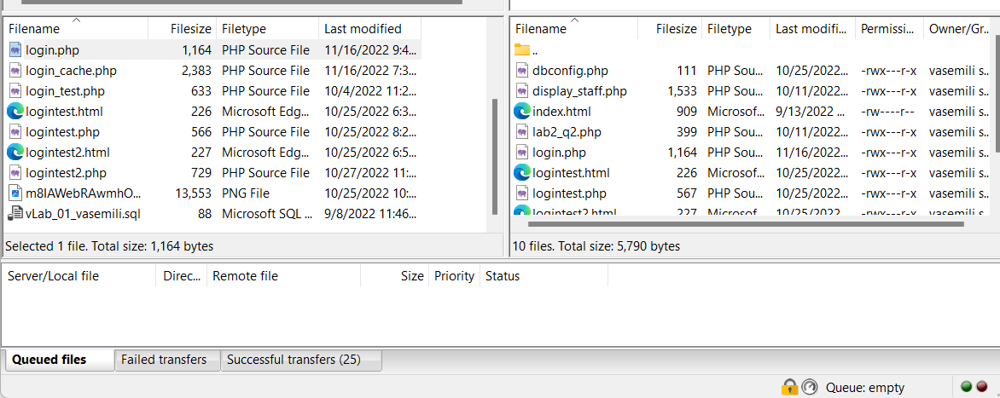 Filename Filesize Filetype Last modified
login.php 1,164 PHP Source File 11/16/2022 9:4...
login_cache.php 2,383 PHP Source File 11/16/2022 7:3...
login_test.php 633 PHP Source File 10/4/2022 11:2...
logintest.html 226 Microsoft Edg... 10/25/2022 6:3...
logintest.php 566 PHP Source File 10/25/2022 8:2...
logintest2.html 227 Microsoft Edg... 10/25/2022 6:5...
logintest2.php 729 PHP Source File 10/27/2022 11:...
m8IAWebRAwmhO... 13,553 PNG File 10/25/2022 10:...
vLab_01_vasemili.sql 88 Microsoft SQL ... 9/8/2022 11:46...
Selected 1 file. Total size: 1,164 bytes
Filename Filesize Filetype Last modifi... Permissi... Owner/Gr...
..
dbconfig.php 111 PHP Sou... 10/25/2022... -rwx---r-x vasemili s...
display_staff.php 1,533 PHP Sou... 10/11/2022... -rwx---r-x vasemili s...
index.html 909 Microsof... 9/13/2022 ... -rw----r-- vasemili s...
lab2_q2.php 399 PHP Sou... 10/11/2022... -rwx---r-x vasemili s...
login.php 1,164 PHP Sou... 11/16/2022... -rwx---r-x vasemili s...
logintest.html 226 Microsof... 10/25/2022... -rwx---r-x vasemili s...
logintest.php 567 PHP Sou... 10/25/2022... -rwx---r-x vasemili s...
logintest2.html 227 Microsof... 10/25/2022... -rwx---r-x vasemili s...
10 files. Total size: 5,790 bytes
Server/Local file Direc... Remote file Size Priority Status
Queued files Failed transfers Successful transfers (25)
Queue: empty